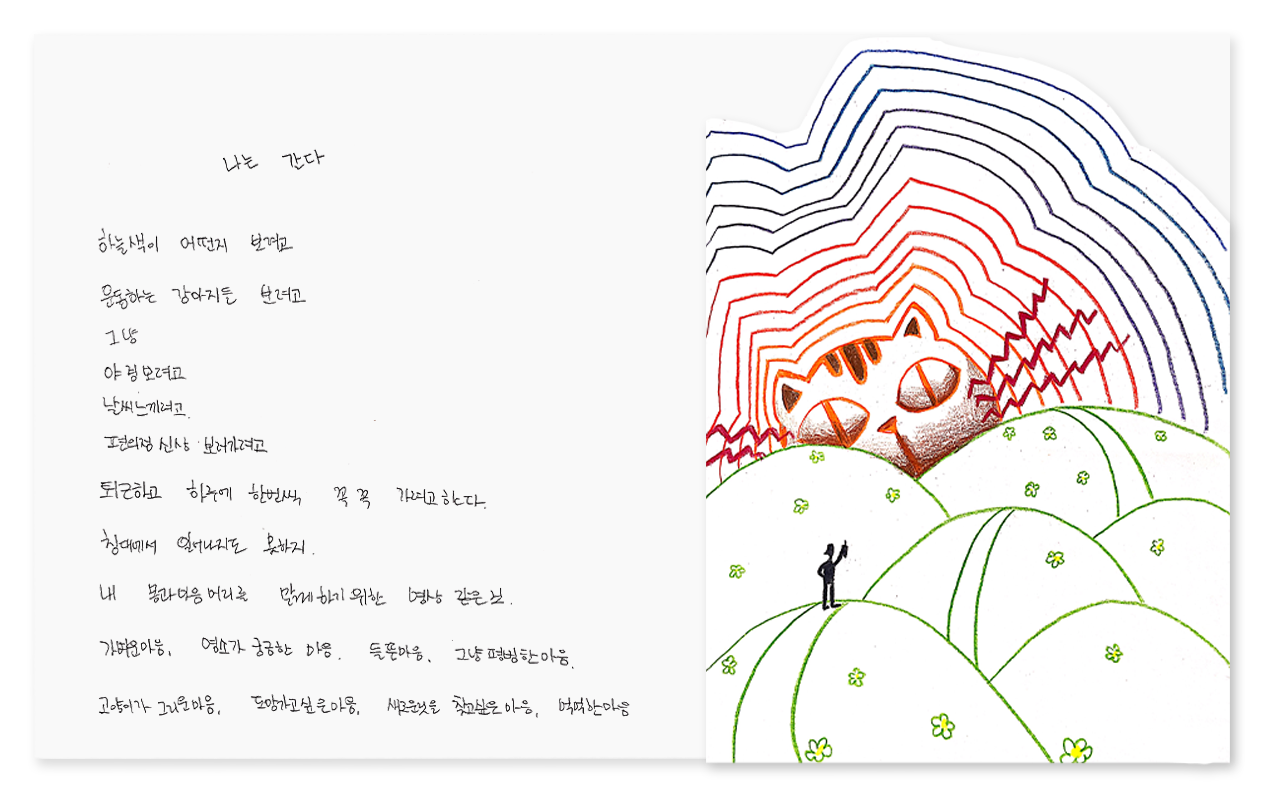 나는 간다
하늘색이 어떤지 보려고
운동하는 강아지들 보려고
그냥
야링보려고
날씨느끼려고.
편의점 신상 보러가려고
퇴근하고 하루에 한번씩, 꼭 꼭 가려고 한다.
침대에서 일어나지도 못하지.
내 몸과 마음 머리를 맑게 하기 위한 명상 같은 것.
가벼운마음, 염소가 궁금한 마음. 들뜬마음, 그냥 평범한마음.
고양이가 그리운마음, 도망가고싶은마음, 새로운것을 찾고싶은마음, 먹먹한마음